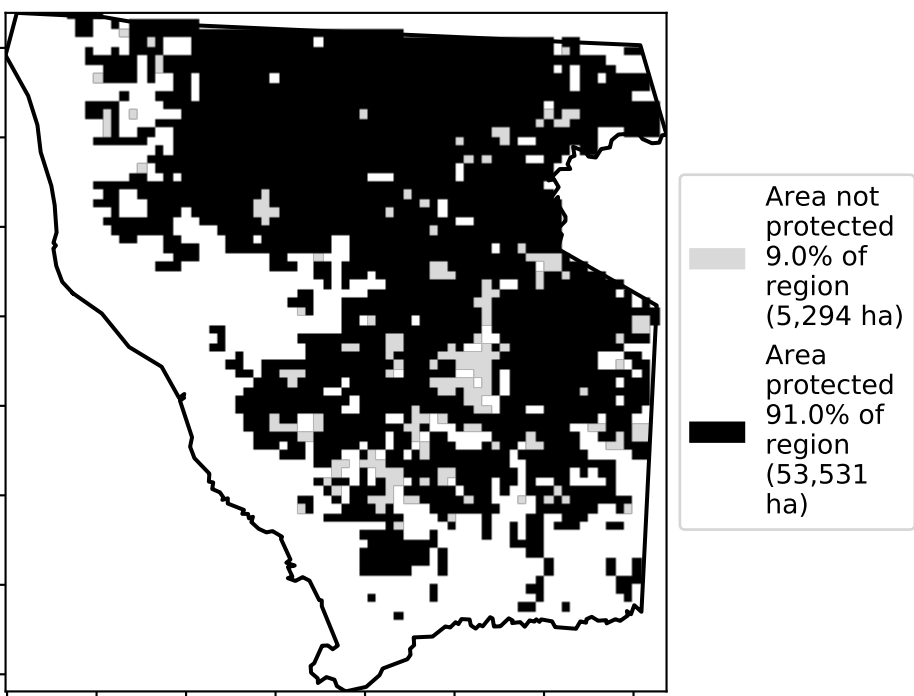 Area not
protected
9.0% of
region
(5,294 ha)
Area
protected
91.0% of
region
(53,531
ha)